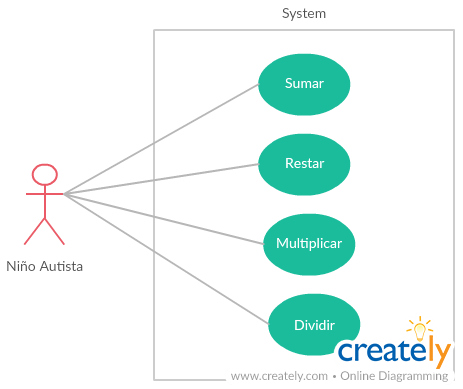 System
Sumar
Restar
Niño Autista
Multiplicar
Dividir
creately
www.creately.com • Online Diagramming